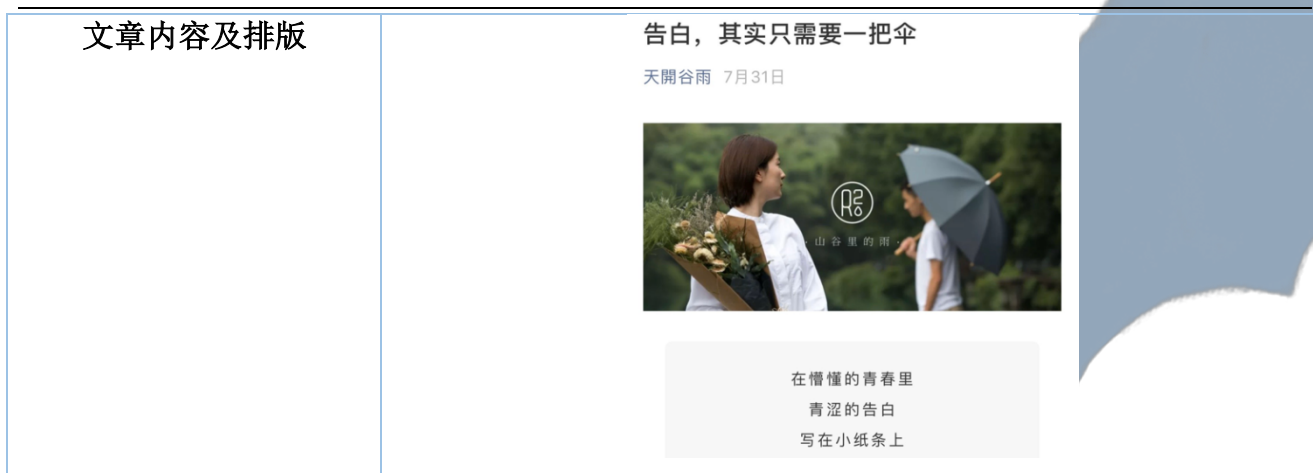 文章内容及排版
告白，其实只需要一把伞
天開谷雨 7月31日
·山谷里的雨·
在懵懂的青春里
青涩的告白
写在小纸条上